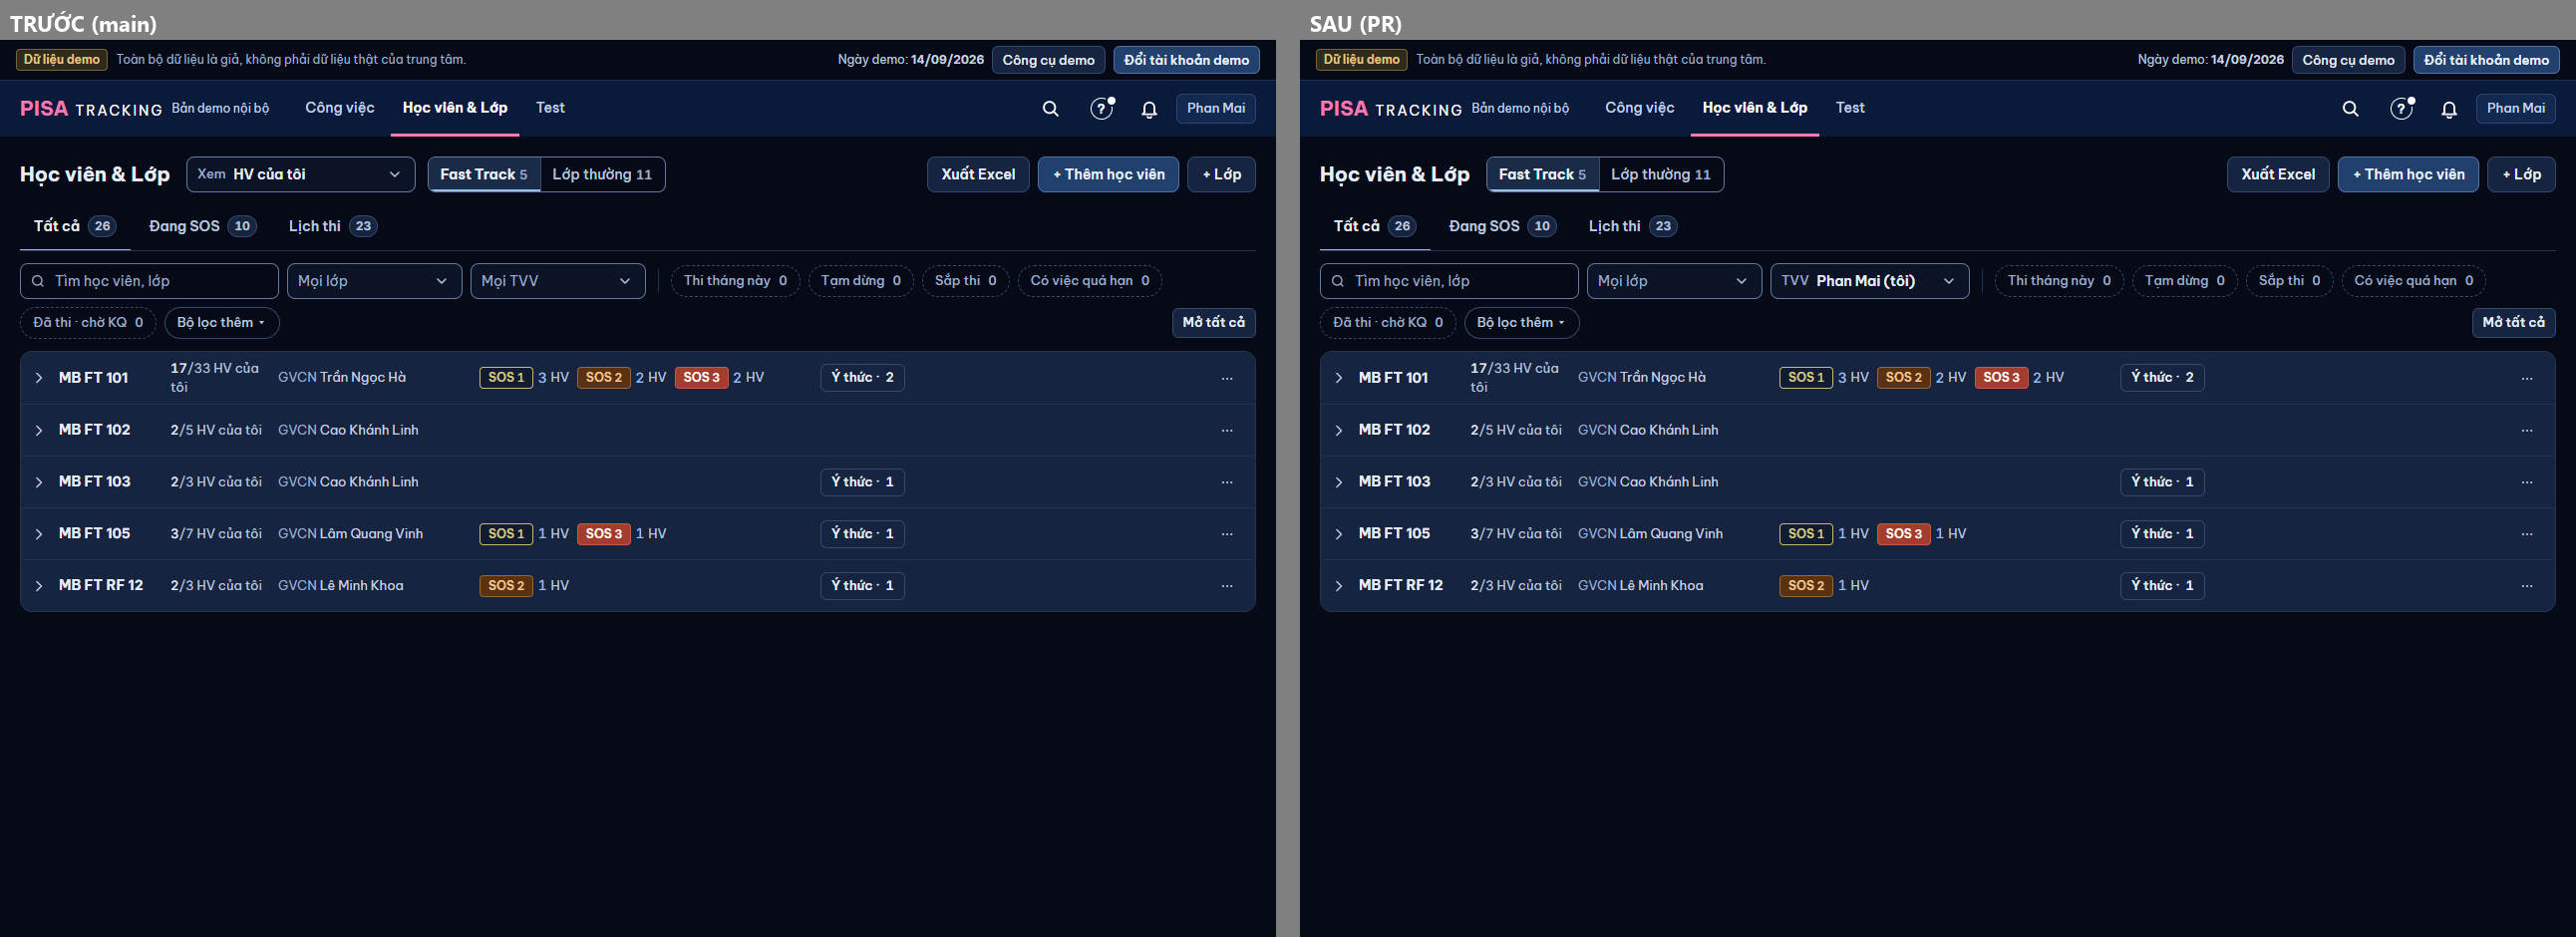 TRƯỚC (main)
Dữ liệu demo Toàn bộ dữ liệu là giả, không phải dữ liệu thật của trung tâm. Ngày demo: 14/09/2026 Công cụ demo Đổi tài khoản demo
PISA TRACKING Bản demo nội bộ Công việc Học viên & Lớp Test ? Phan Mai
Học viên & Lớp Xem HV của tôi Fast Track 5 Lớp thường 11 Xuất Excel + Thêm học viên + Lớp
Tất cả 26 Đang SOS 10 Lịch thi 23
Tìm học viên, lớp Mọi lớp Mọi TVV Thi tháng này 0 Tạm dừng 0 Sắp thi 0 Có việc quá hạn 0
Đã thi · chờ KQ 0 Bộ lọc thêm Mở tất cả
MB FT 101 17/33 HV của tôi GVCN Trần Ngọc Hà SOS 1 3 HV SOS 2 2 HV SOS 3 2 HV Ý thức · 2 ...
MB FT 102 2/5 HV của tôi GVCN Cao Khánh Linh ...
MB FT 103 2/3 HV của tôi GVCN Cao Khánh Linh Ý thức · 1 ...
MB FT 105 3/7 HV của tôi GVCN Lâm Quang Vinh SOS 1 1 HV SOS 3 1 HV Ý thức · 1 ...
MB FT RF 12 2/3 HV của tôi GVCN Lê Minh Khoa SOS 2 1 HV Ý thức · 1 ...
SAU (PR)
Dữ liệu demo Toàn bộ dữ liệu là giả, không phải dữ liệu thật của trung tâm. Ngày demo: 14/09/2026 Công cụ demo Đổi tài khoản demo
PISA TRACKING Bản demo nội bộ Công việc Học viên & Lớp Test ? Phan Mai
Học viên & Lớp Fast Track 5 Lớp thường 11 Xuất Excel + Thêm học viên + Lớp
Tất cả 26 Đang SOS 10 Lịch thi 23
Tìm học viên, lớp Mọi lớp TVV Phan Mai (tôi) Thi tháng này 0 Tạm dừng 0 Sắp thi 0 Có việc quá hạn 0
Đã thi · chờ KQ 0 Bộ lọc thêm Mở tất cả
MB FT 101 17/33 HV của tôi GVCN Trần Ngọc Hà SOS 1 3 HV SOS 2 2 HV SOS 3 2 HV Ý thức · 2 ...
MB FT 102 2/5 HV của tôi GVCN Cao Khánh Linh ...
MB FT 103 2/3 HV của tôi GVCN Cao Khánh Linh Ý thức · 1 ...
MB FT 105 3/7 HV của tôi GVCN Lâm Quang Vinh SOS 1 1 HV SOS 3 1 HV Ý thức · 1 ...
MB FT RF 12 2/3 HV của tôi GVCN Lê Minh Khoa SOS 2 1 HV Ý thức · 1 ...